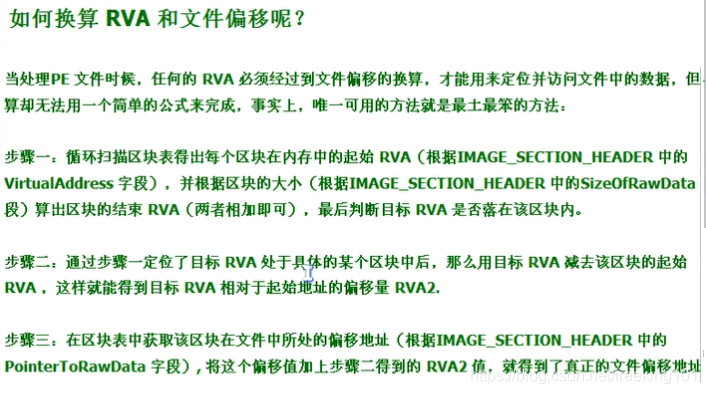 如何换算 RVA 和文件偏移呢？
当处理PE 文件时候，任何的 RVA 必须经过到文件偏移的换算，才能用来定位并访问文件中的数据，但
算却无法用一个简单的公式来完成，事实上，唯一可用的方法就是最土最笨的方法：
步骤一：循环扫描区块表得出每个区块在内存中的起始 RVA（根据IMAGE_SECTION_HEADER 中的
VirtualAddress 字段），并根据区块的大小（根据IMAGE_SECTION_HEADER 中的SizeOfRawData
段）算出区块的结束 RVA（两者相加即可），最后判断目标 RVA 是否落在该区块内。
步骤二：通过步骤一定位了目标 RVA 处于具体的某个区块中后，那么用目标 RVA 减去该区块的起始
RVA ，这样就能得到目标 RVA 相对于起始地址的偏移量 RVA2.
步骤三：在区块表中获取该区块在文件中所处的偏移地址（根据IMAGE_SECTION_HEADER 中的
PointerToRawData 字段）, 将这个偏移值加上步骤二得到的 RVA2 值，就得到了真正的文件偏移地址
https://blog.csdn.net/freeking101